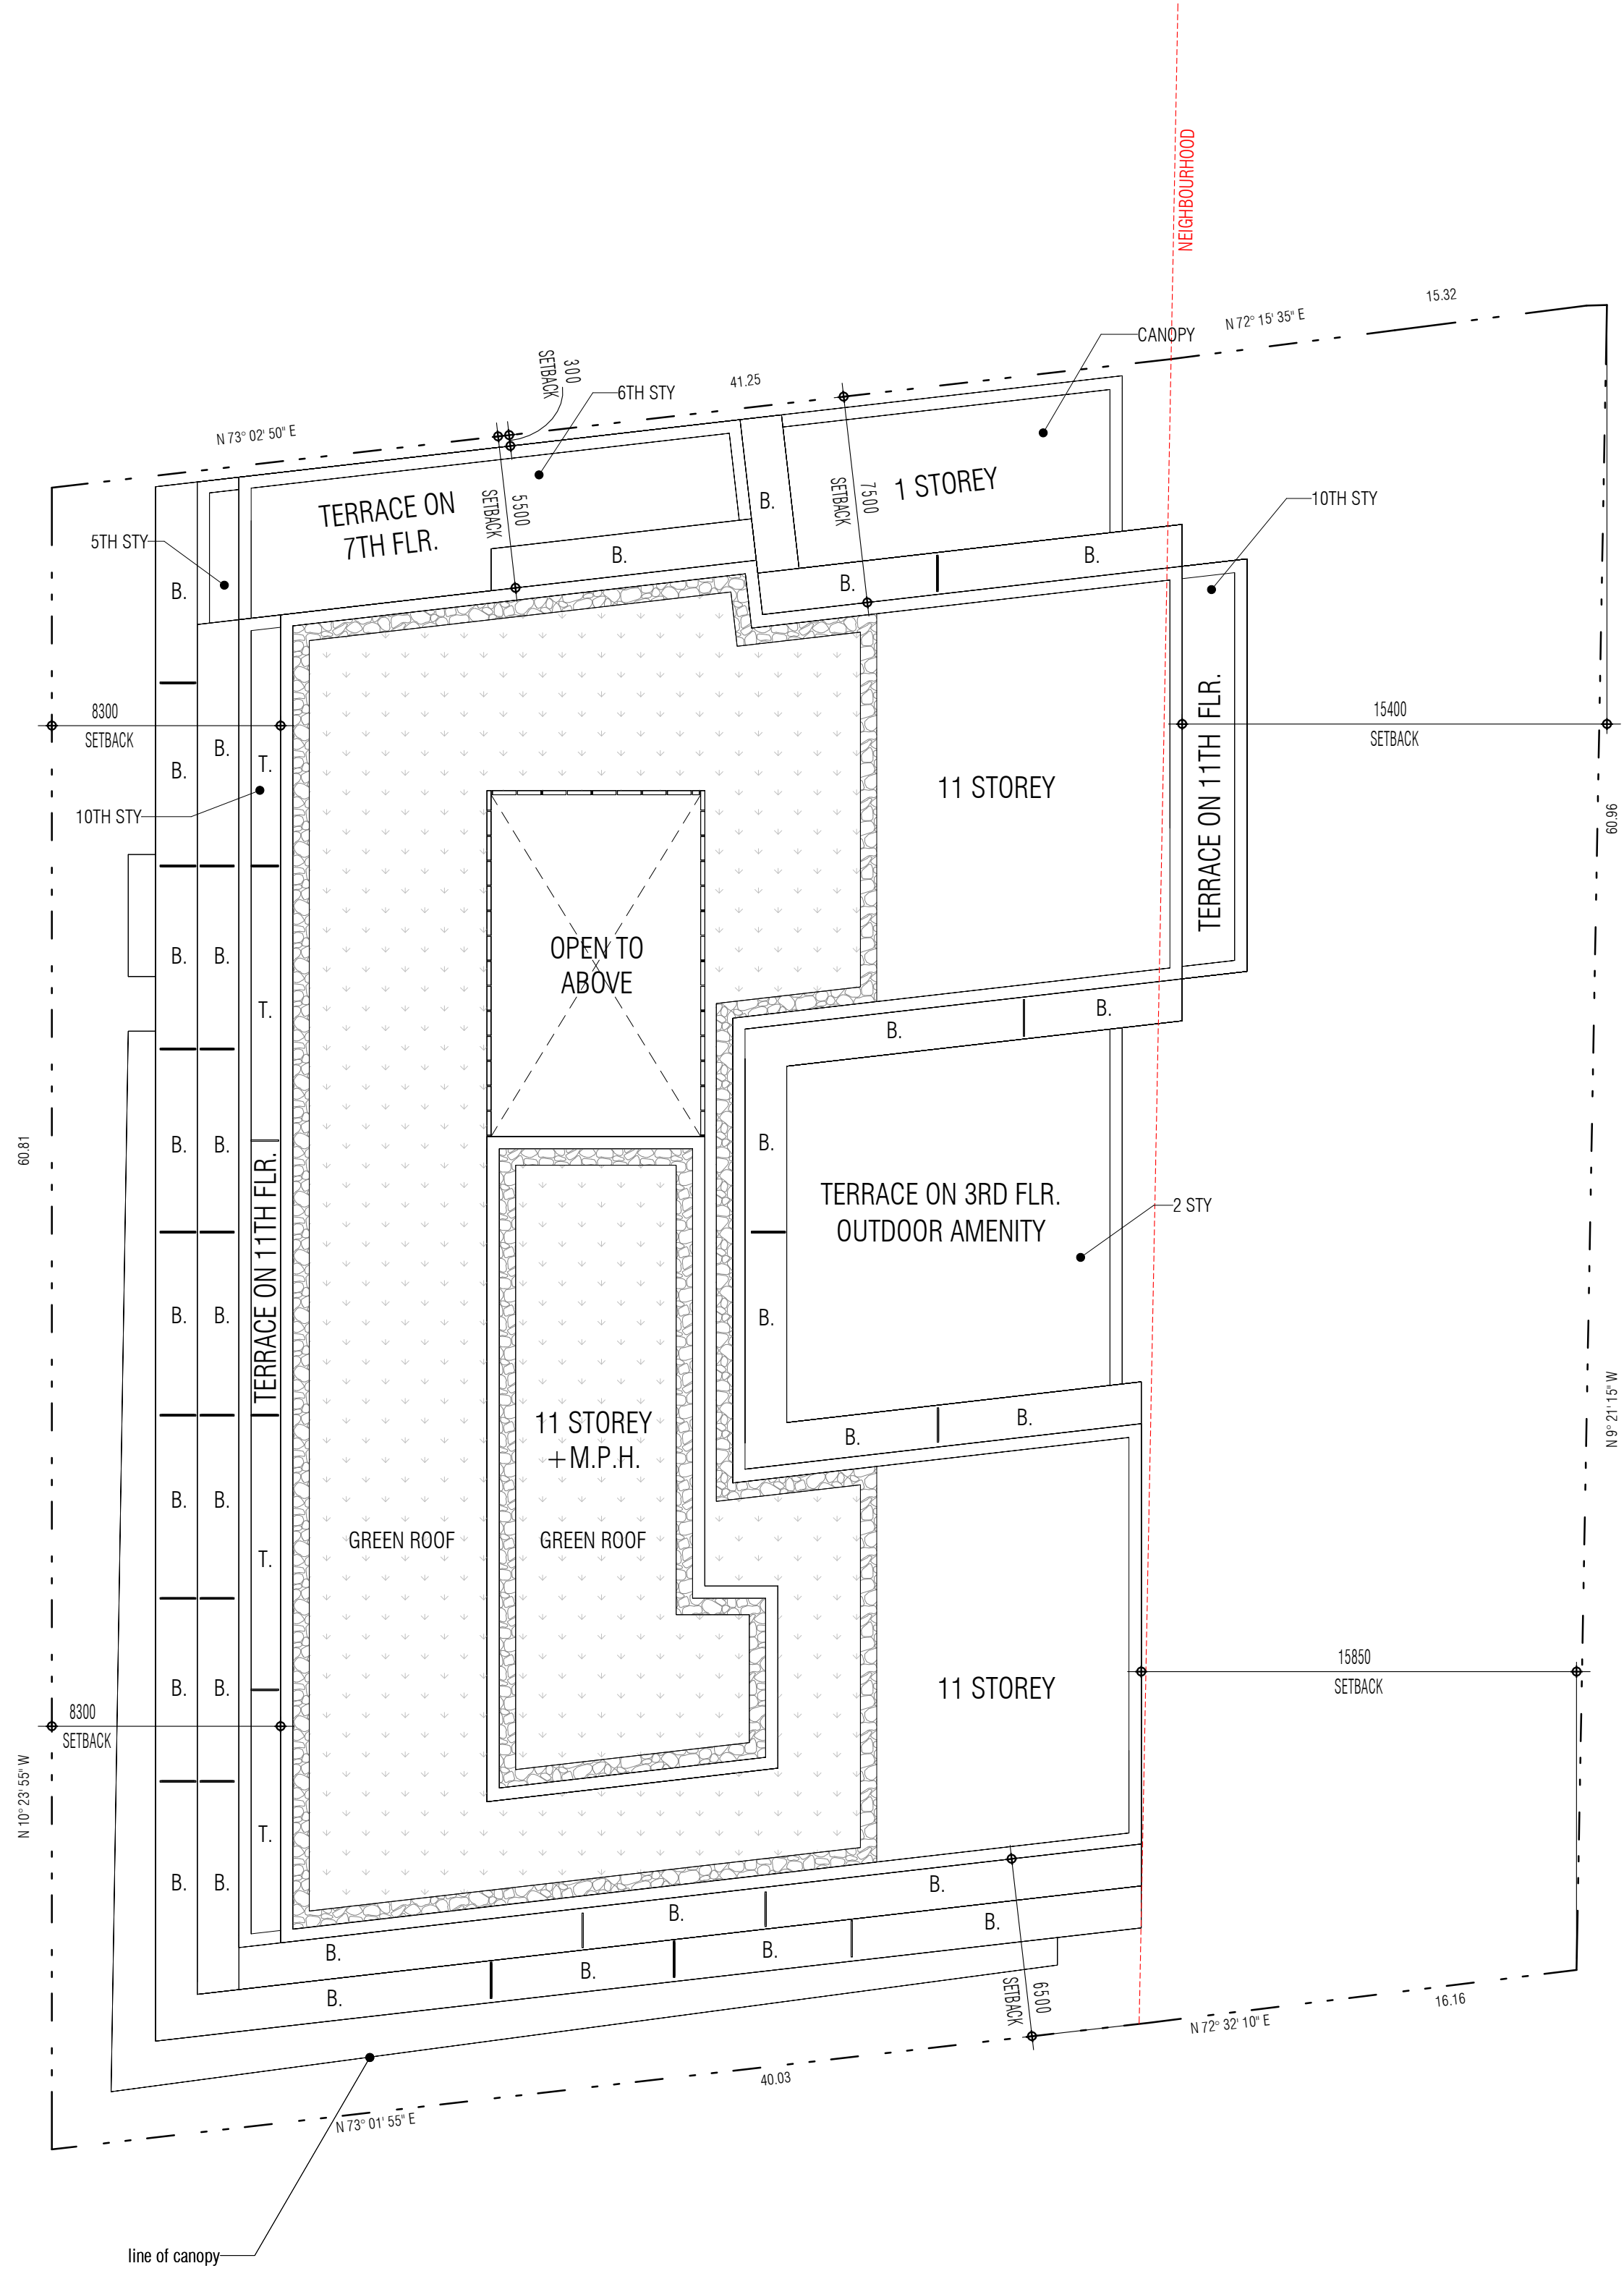 NEIGHBOURHOOD
15.32
N 72° 15' 35" E
CANOPY
300
SETBACK
41.25
6TH STY
N 73° 02' 50" E
1 STOREY
10TH STY
TERRACE ON
7TH FLR.
5500
SETBACK
7500
SETBACK
B.
5TH STY
B.
B.
B.
B.
8300
SETBACK
B.
T.
B.
10TH STY
15400
SETBACK
11 STOREY
TERRACE ON 11TH FLR.
60.96
OPEN TO
ABOVE
B.
B.
T.
B.
B.
60.81
B.
B.
B.
TERRACE ON 3RD FLR.
OUTDOOR AMENITY
2 STY
TERRACE ON 11TH FLR.
B.
B.
B.
11 STOREY
+M.P.H.
B.
B.
N 9° 21' 15" W
B.
B.
T.
GREEN ROOF
GREEN ROOF
15850
SETBACK
B.
B.
11 STOREY
8300
SETBACK
N 10° 23' 55" W
T.
B.
B.
B.
B.
B.
B.
B.
B.
B.
6500
SETBACK
16.16
N 72° 32' 10" E
40.03
N 73° 01' 55" E
line of canopy